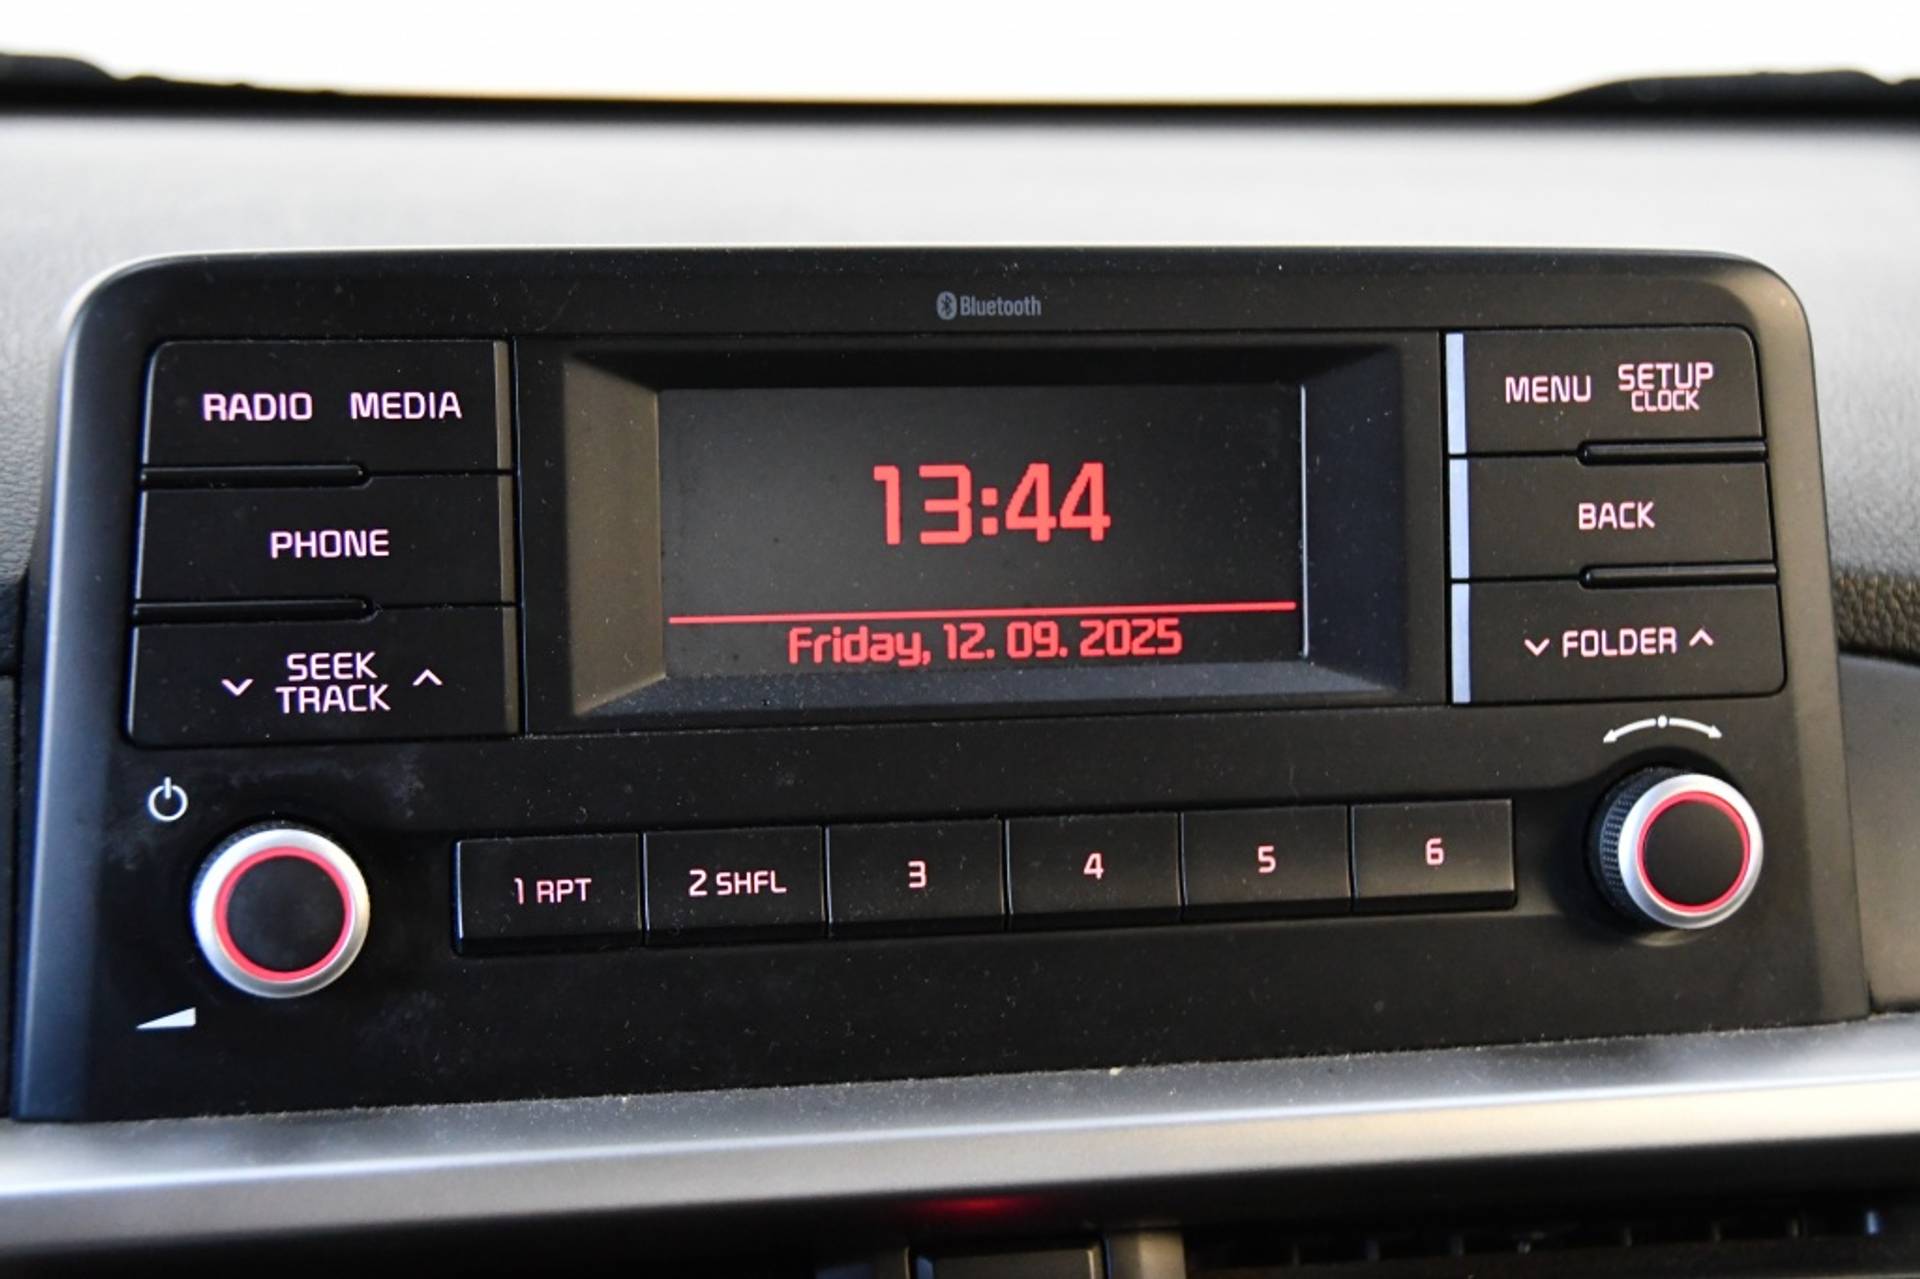 Bluetooth
RADIO MEDIA
PHONE
SEEK
TRACK
13:44
Friday, 12. 09. 2025
MENU SETUP
CLOCK
BACK
FOLDER
1 RPT 2 SHFL 3 4 5 6